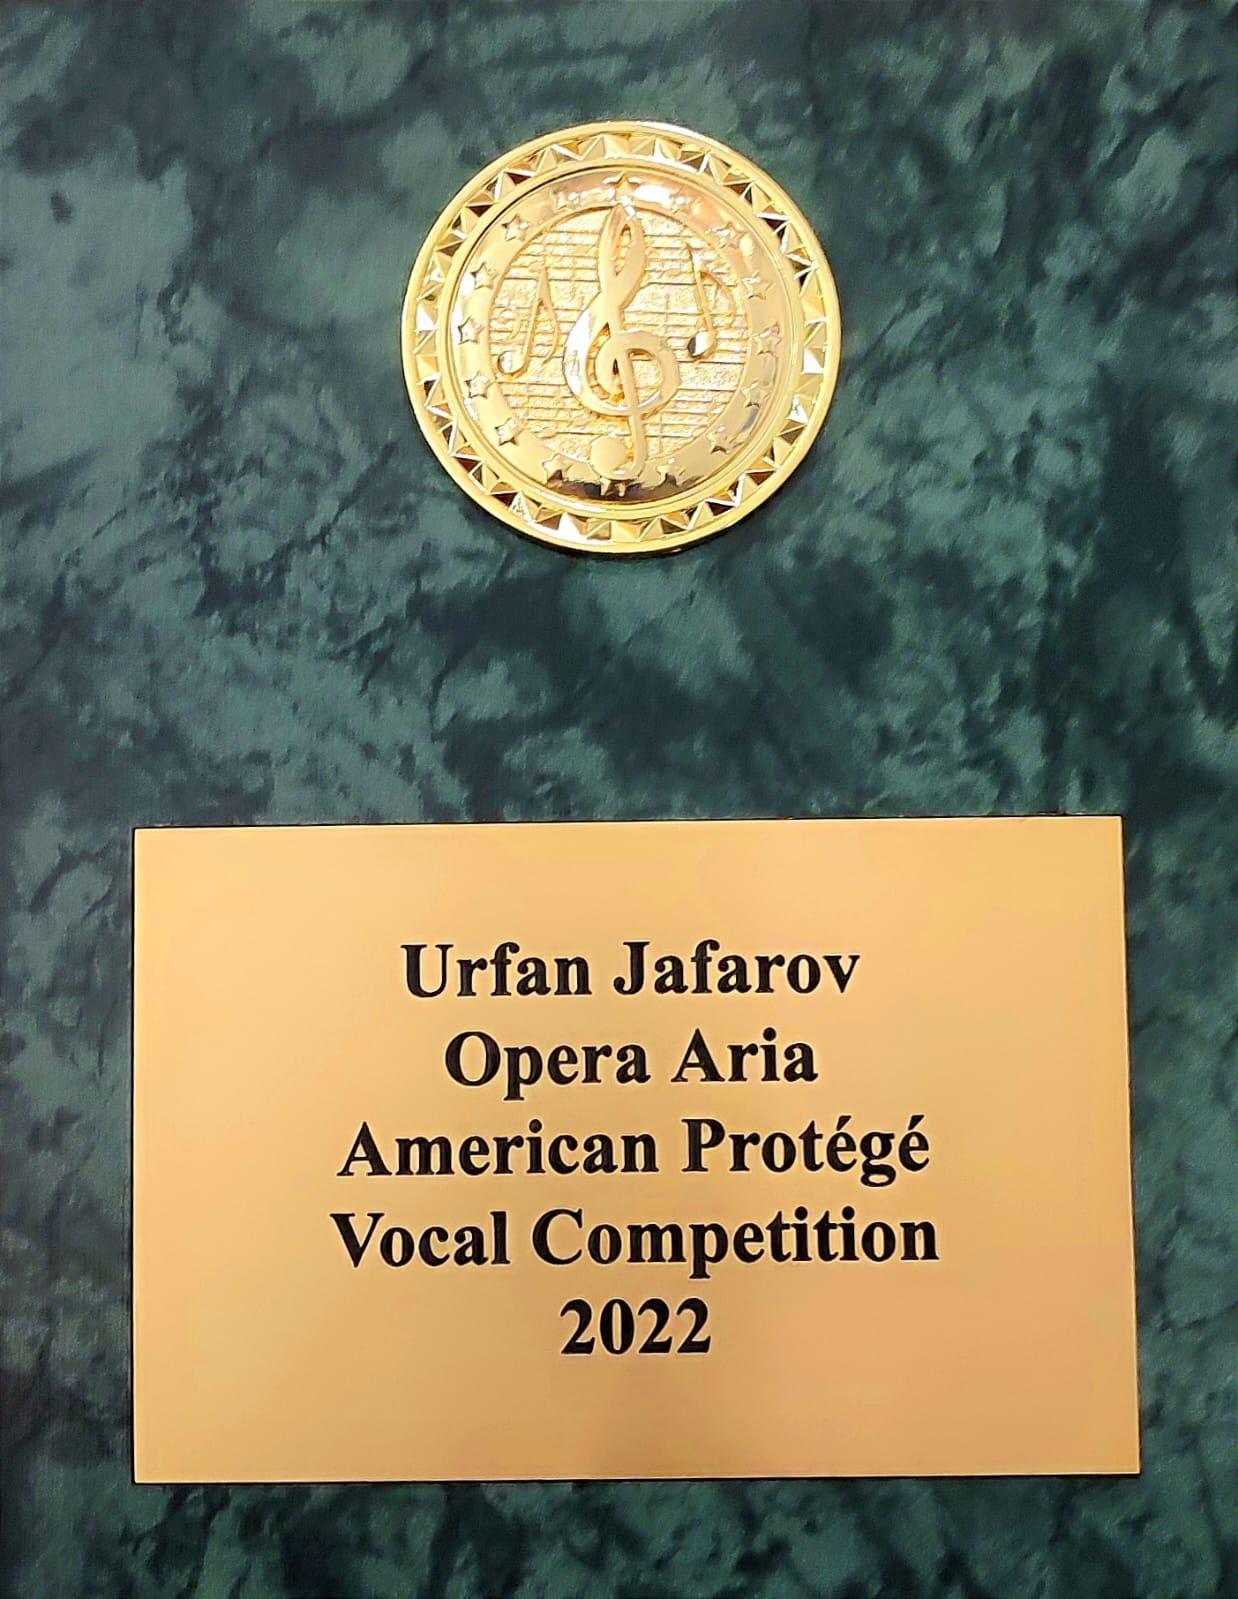 Urfan Jafarov
Opera Aria
American Protégé
Vocal Competition
2022